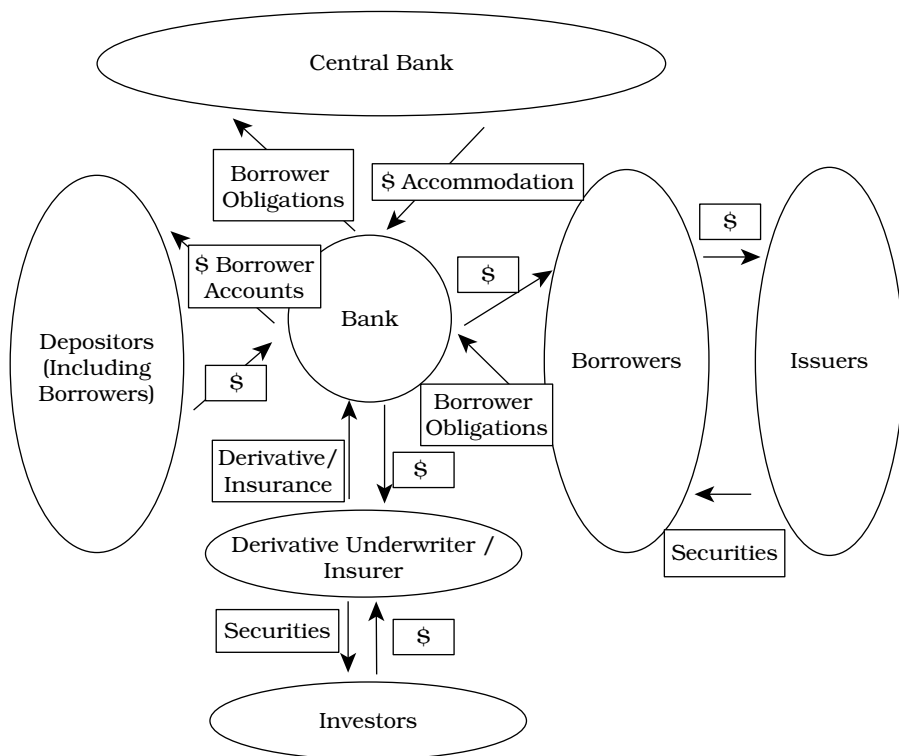 Central Bank
Borrower
Obligations
$ Accommodation
$
$ Borrower
Accounts
$
Bank
Depositors
(Including
Borrowers)
Borrowers
Issuers
$
Borrower
Obligations
Derivative/
Insurance
$
Derivative Underwriter /
Insurer
Securities
Securities
$
Investors